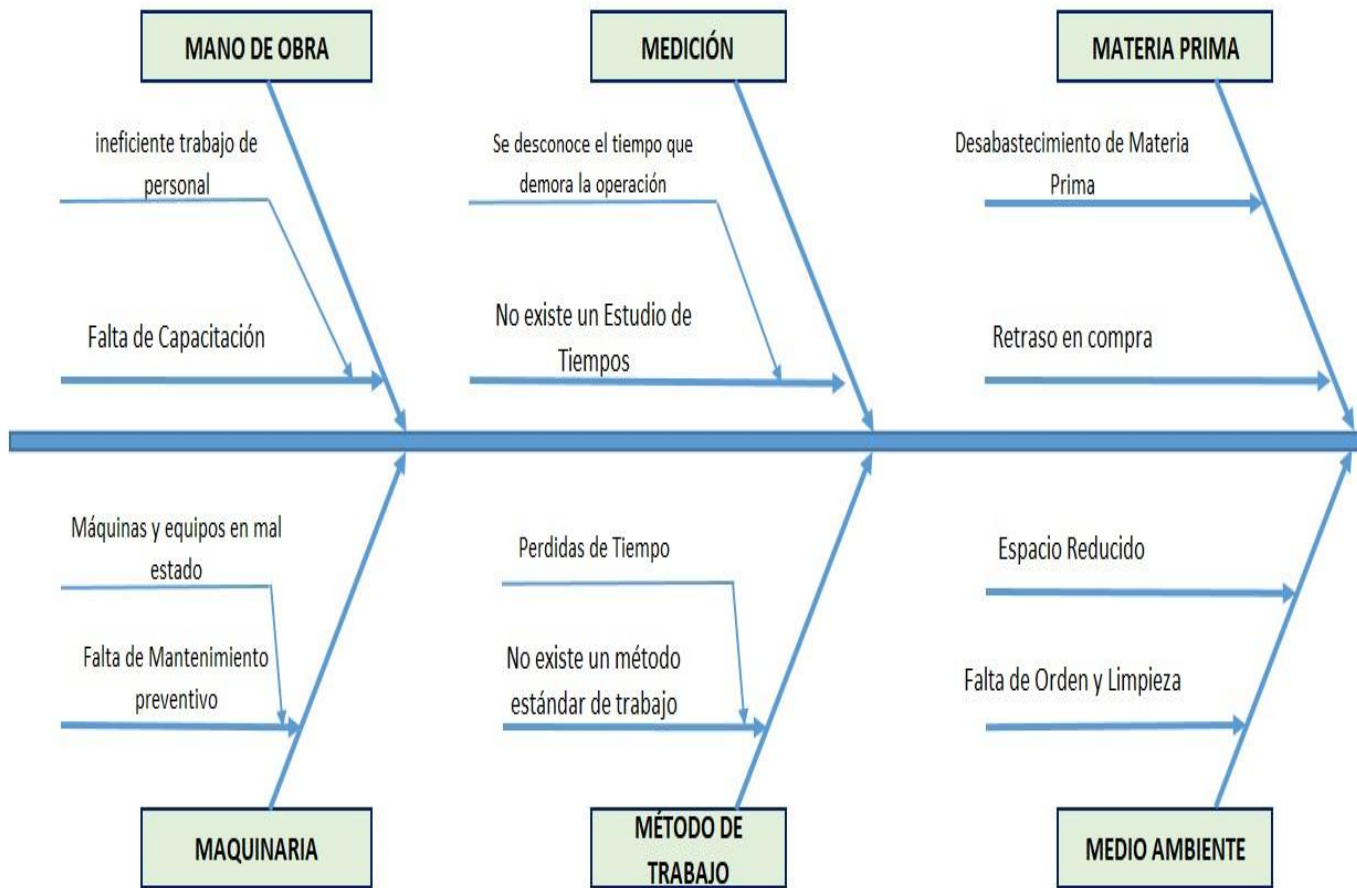 MANO DE OBRA
MEDICIÓN
MATERIA PRIMA
ineficiente trabajo de
personal
Se desconoce el tiempo que
demora la operación
Desabastecimiento de Materia
Prima
Falta de Capacitación
No existe un Estudio de
Tiempos
Retraso en compra
Máquinas y equipos en mal
estado
Perdidas de Tiempo
Espacio Reducido
Falta de Mantenimiento
preventivo
No existe un método
estándar de trabajo
Falta de Orden y Limpieza
MAQUINARIA
MÉTODO DE
TRABAJO
MEDIO AMBIENTE